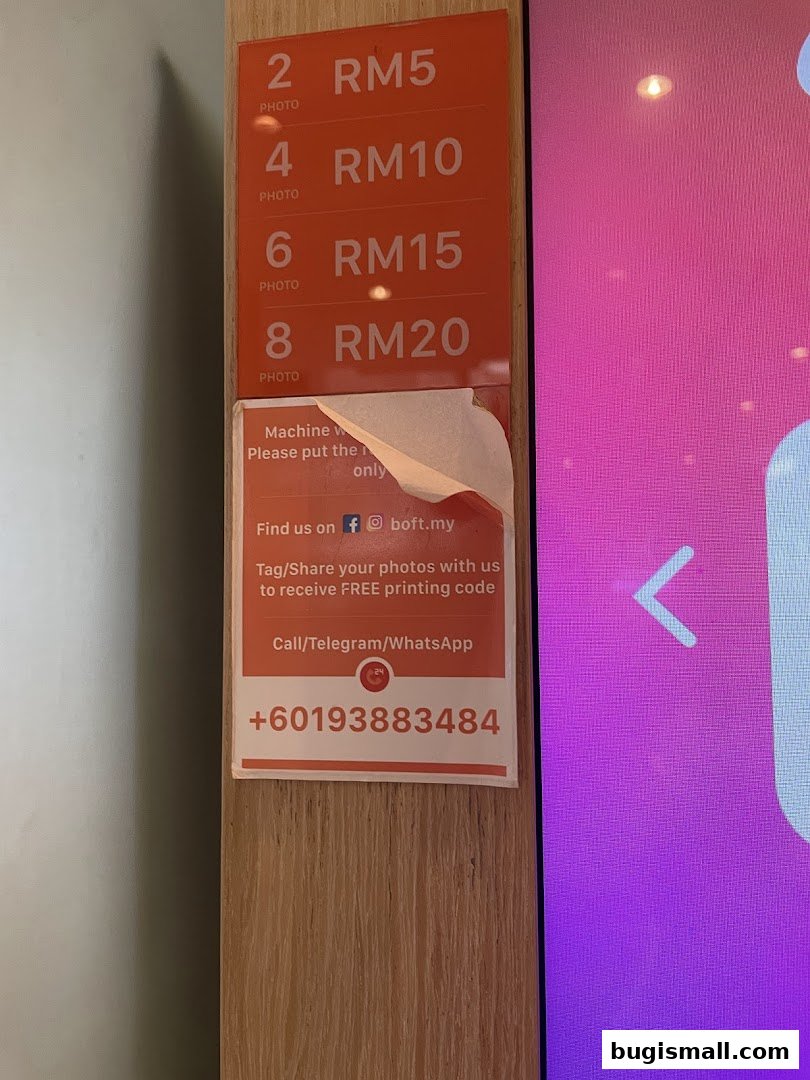 2 RM5
PHOTO
4 RM10
PHOTO
6 RM15
PHOTO
8 RM20
PHOTO
Machine
Please put the
only
Find us on boft.my
Tag/Share your photos with us
to receive FREE printing code
Call/Telegram/WhatsApp
24
+60193883484
bugismall.com